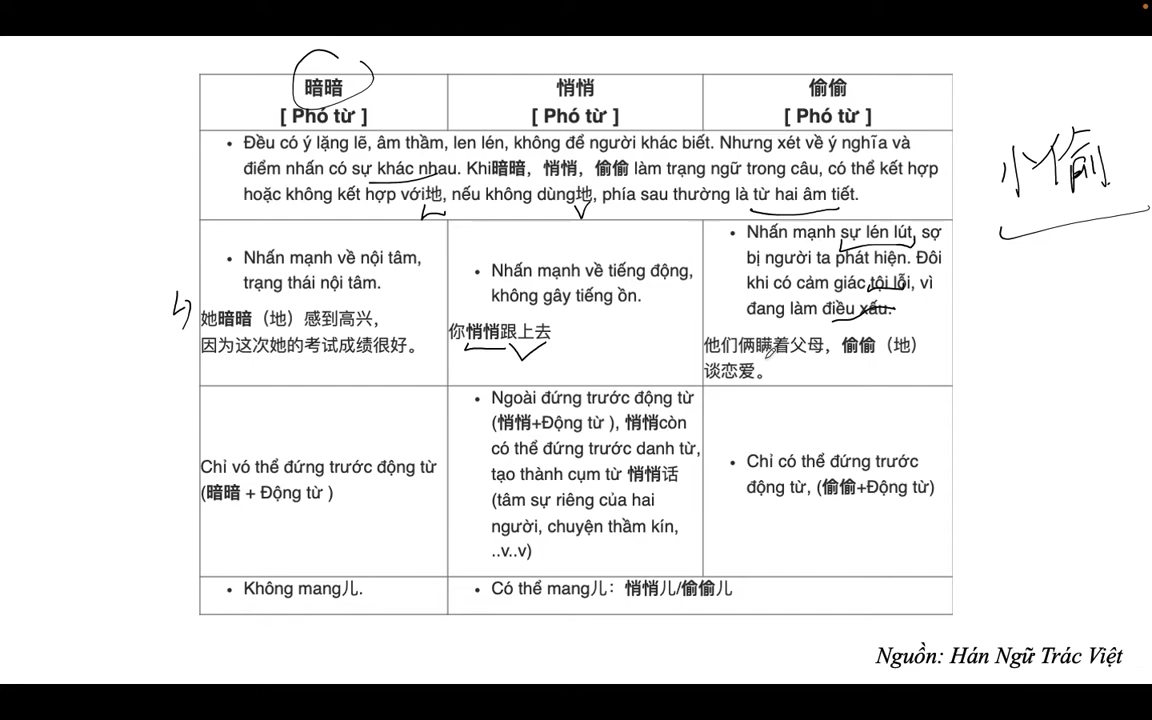 暗暗
[ Phó từ ]
悄悄
[ Phó từ ]
偷偷
[ Phó từ ]
• Đều có ý lặng lẽ, âm thầm, len lén, không để người khác biết. Nhưng xét về ý nghĩa và
điểm nhấn có sự khác nhau. Khi暗暗，悄悄，偷偷 làm trạng ngữ trong câu, có thể kết hợp
hoặc không kết hợp với地, nếu không dùng地, phía sau thường là từ hai âm tiết.
• Nhấn mạnh về nội tâm,
trạng thái nội tâm.
她暗暗（地）感到高兴，
因为这次她的考试成绩很好。
• Nhấn mạnh về tiếng động,
không gây tiếng ồn.
你悄悄跟上去
• Nhấn mạnh sự lén lút, sợ
bị người ta phát hiện. Đôi
khi có cảm giác tội lỗi, vì
đang làm điều xấu.
他们俩瞒着父母，偷偷（地）
谈恋爱。
Chỉ vó thể đứng trước động từ
(暗暗 + Động từ )
• Ngoài đứng trước động từ
(悄悄+Động từ ), 悄悄còn
có thể đứng trước danh từ,
tạo thành cụm từ 悄悄话
(tâm sự riêng của hai
người, chuyện thầm kín,
..v..v)
• Chỉ có thể đứng trước
động từ, (偷偷+Động từ)
• Không mang儿.
• Có thể mang儿：悄悄儿/偷偷儿
小偷
Nguồn: Hán Ngữ Trác Việt